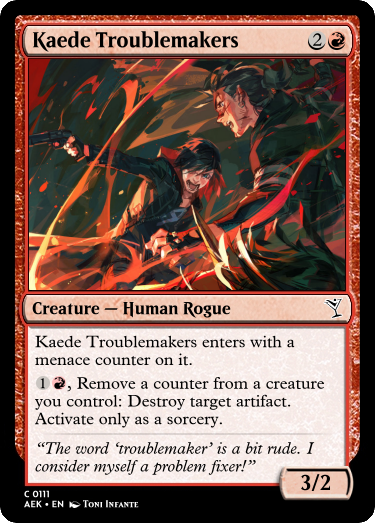 Kaede Troublemakers 2
Creature — Human Rogue
Kaede Troublemakers enters with a
menace counter on it.
1, Remove a counter from a creature
you control: Destroy target artifact.
Activate only as a sorcery.
“The word ‘troublemaker’ is a bit rude. I
consider myself a problem fixer!”
3/2
C 0111
AEK • EN Toni Infante